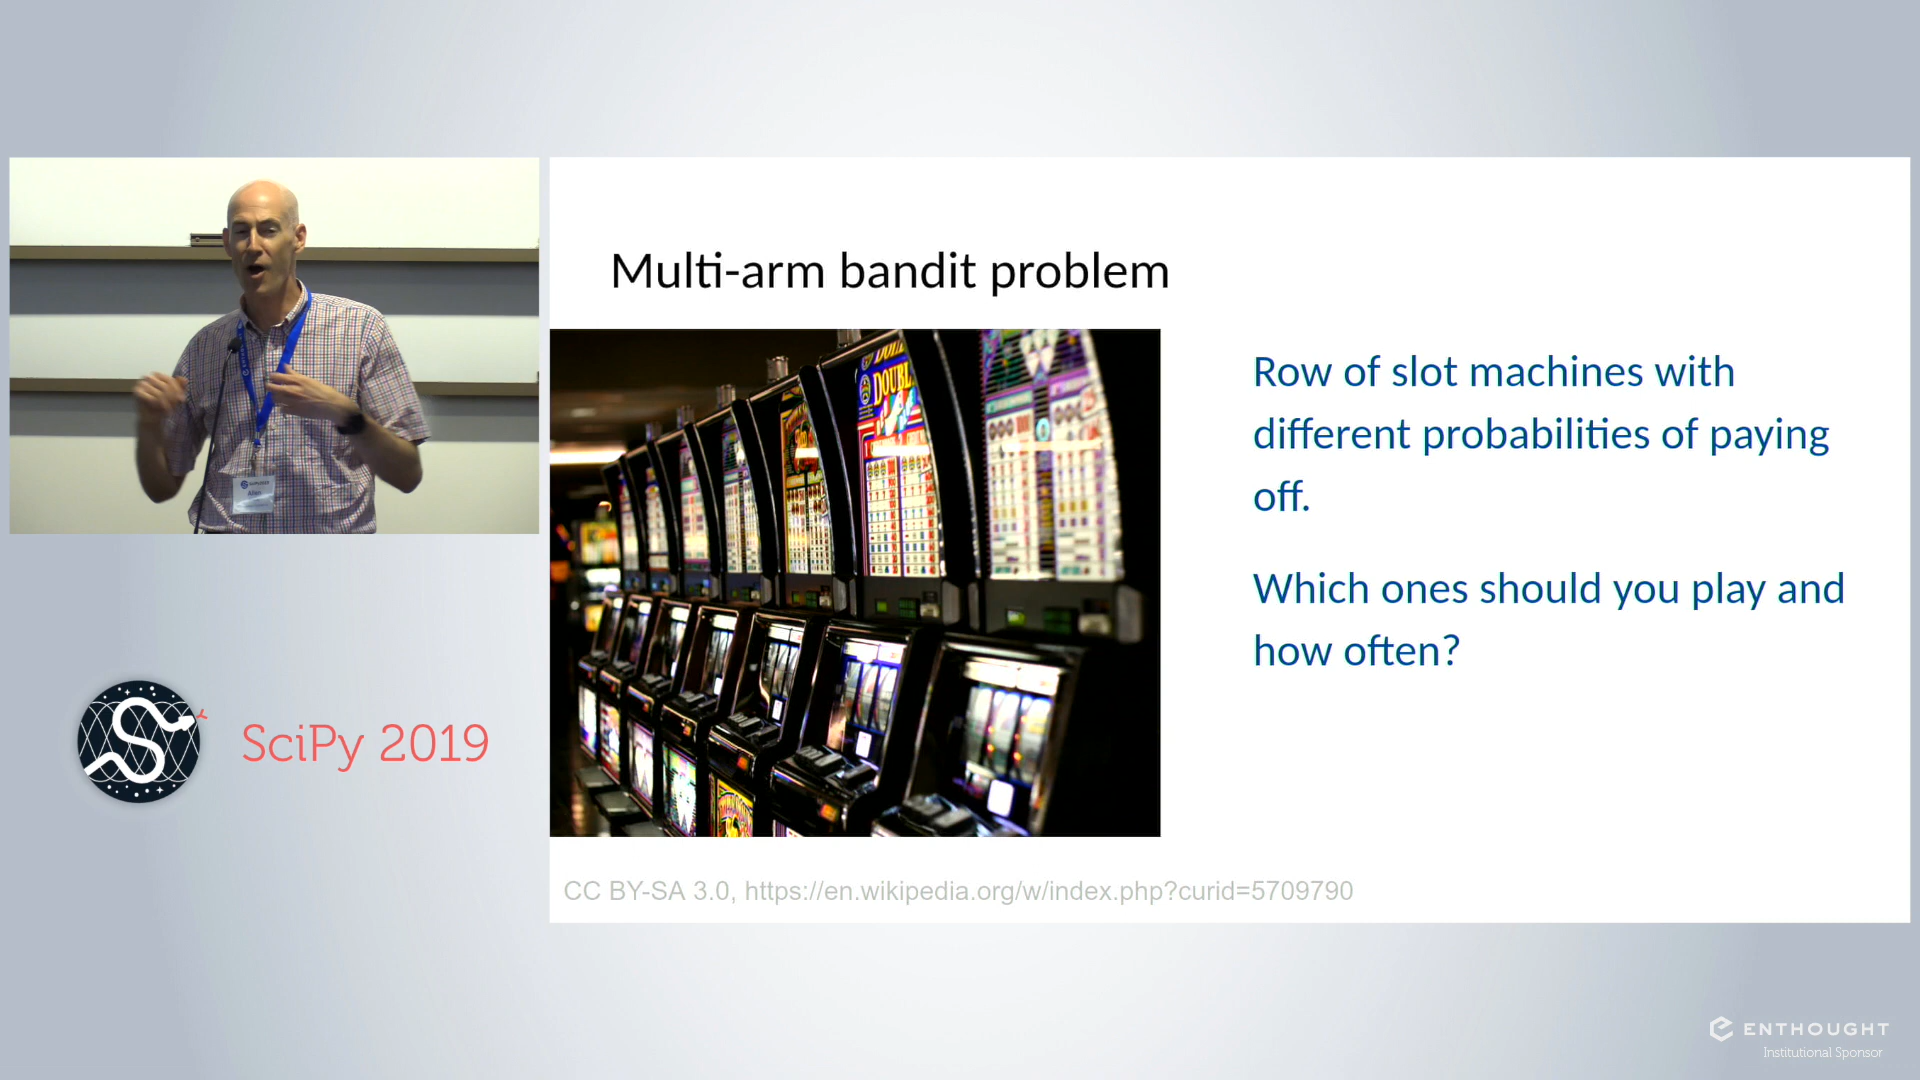 Multi-arm bandit problem
Row of slot machines with
different probabilities of paying
off.
Which ones should you play and
how often?
CC BY-SA 3.0, https://en.wikipedia.org/w/index.php?curid=5709790
Allen
DOUBL
SciPy 2019
ENTHOUGHT
Institutional Sponsor